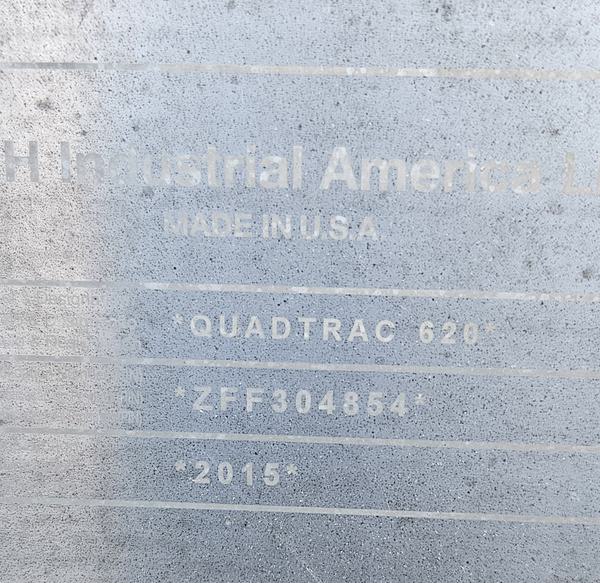 H Industrial America L
MADE IN U.S.A
*QUADTRAC 620*
*ZFF304854*
*2015*